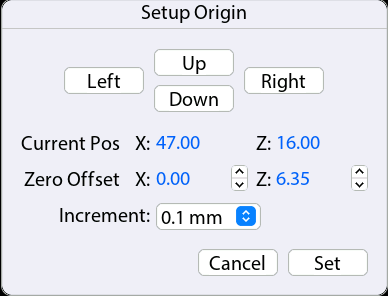 Setup Origin
Up
Left
Right
Down
Current Pos X: 47.00 Z: 16.00
Zero Offset X: 0.00 Z: 6.35
Increment: 0.1 mm
Cancel Set